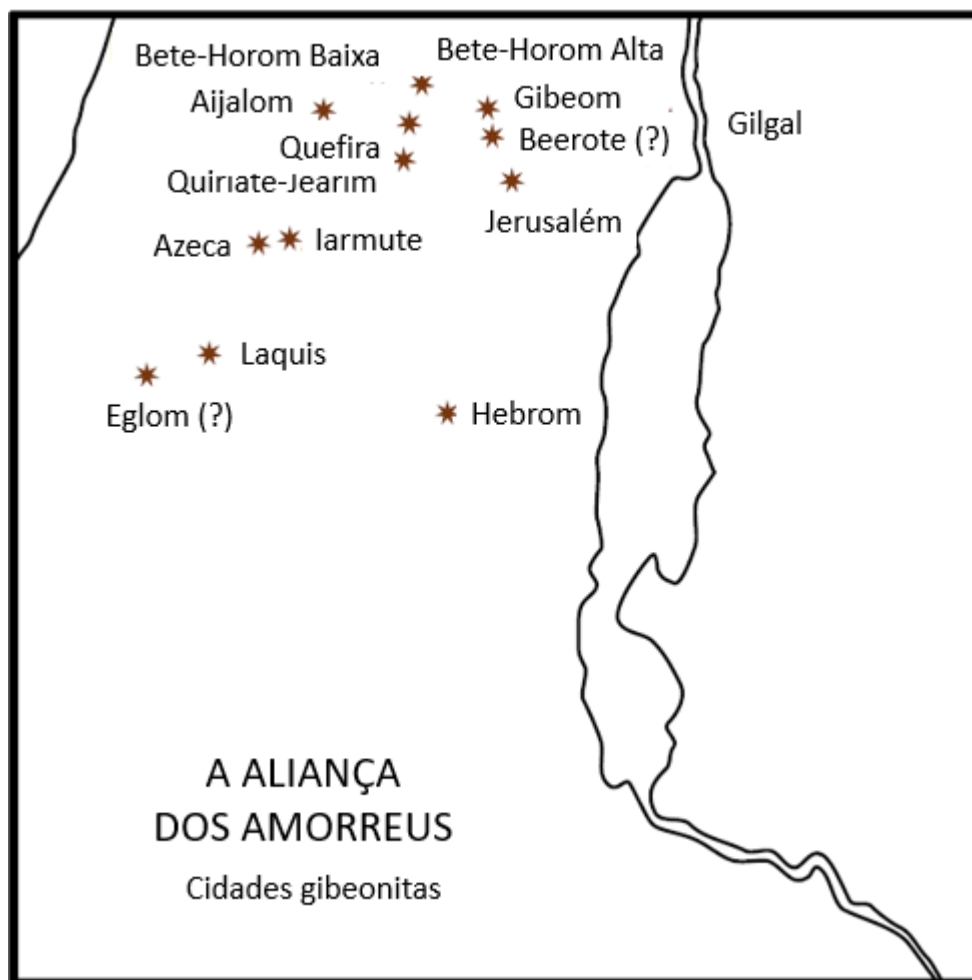 Bete-Horom Baixa
Bete-Horom Alta
Aijalom
Gibeom
Gilgal
Quefira
Beerote (?)
Quiriate-Jearim
Jerusalém
Azeca
Iarmute
Laquis
Eglom (?)
Hebrom
A ALIANÇA
DOS AMORREUS
Cidades gibeonitas